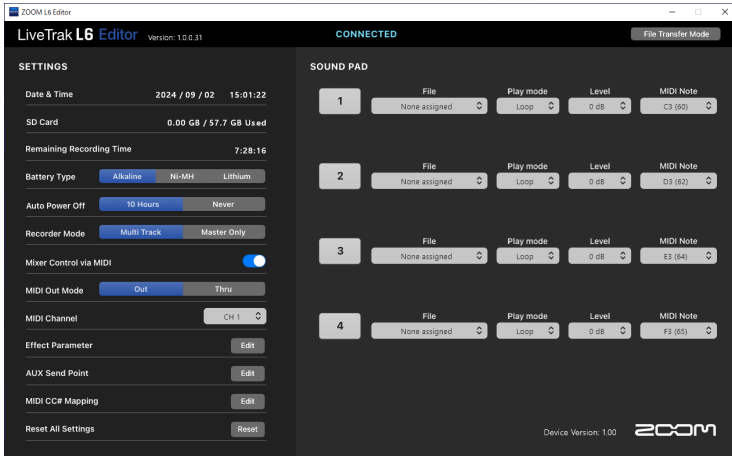 ZOOM L6 Editor
LiveTrak L6 Editor Version: 1.0.0.31 CONNECTED File Transfer Mode
SETTINGS
Date & Time 2024 / 09 / 02 15:01:22
SD Card 0.00 GB / 57.7 GB Used
Remaining Recording Time 7:28:16
Battery Type Alkaline Ni-MH Lithium
Auto Power Off 10 Hours Never
Recorder Mode Multi Track Master Only
Mixer Control via MIDI
MIDI Out Mode Out Thru
MIDI Channel CH 1
Effect Parameter Edit
AUX Send Point Edit
MIDI CC# Mapping Edit
Reset All Settings Reset
SOUND PAD
File Play mode Level MIDI Note
1 None assigned Loop 0 dB C3 (60)
File Play mode Level MIDI Note
2 None assigned Loop 0 dB D3 (62)
File Play mode Level MIDI Note
3 None assigned Loop 0 dB E3 (64)
File Play mode Level MIDI Note
4 None assigned Loop 0 dB F3 (65)
Device Version: 1.00 ZOOM